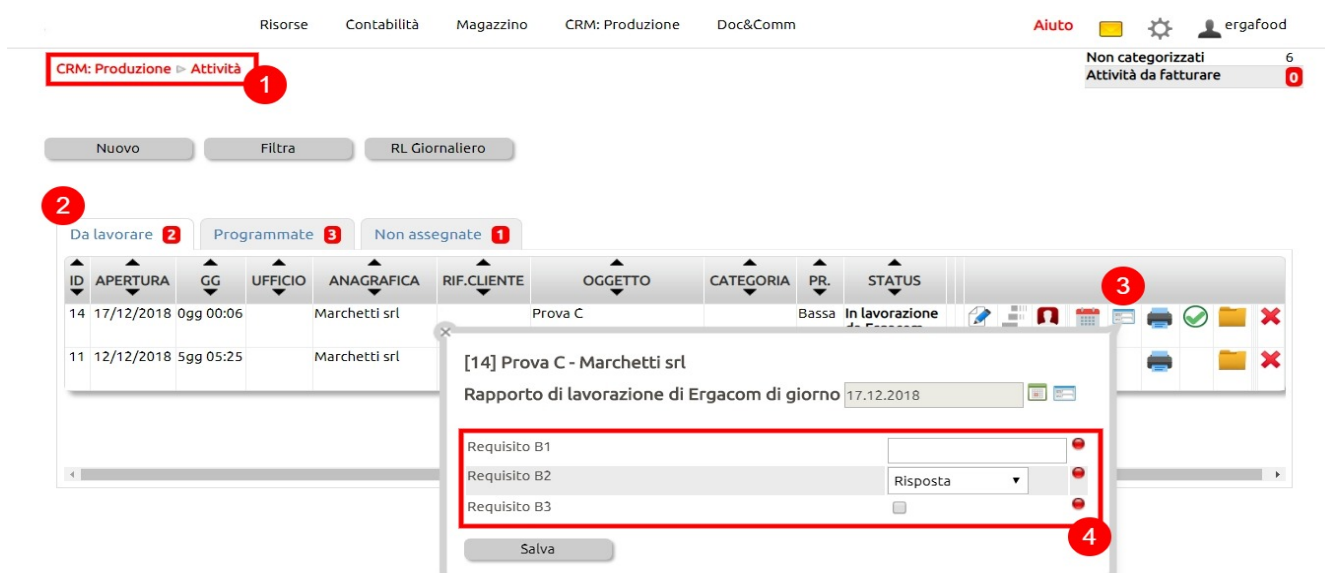 Risorse Contabilità Magazzino CRM: Produzione Doc&Comm Aiuto ergafood
CRM: Produzione ▷ Attività
1
Non categorizzati 6
Attività da fatturare 0
Nuovo Filtra RL Giornaliero
2
Da lavorare 2 Programmate 3 Non assegnate 1
ID APERTURA GG UFFICIO ANAGRAFICA RIF.CLIENTE OGGETTO CATEGORIA PR. STATUS
3
14 17/12/2018 0gg 00:06 Marchetti srl Prova C Bassa In lavorazione
da Ergacom
11 12/12/2018 5gg 05:25 Marchetti srl
[14] Prova C - Marchetti srl
Rapporto di lavorazione di Ergacom di giorno 17.12.2018
Requisito B1
Requisito B2 Risposta
Requisito B3
4
Salva